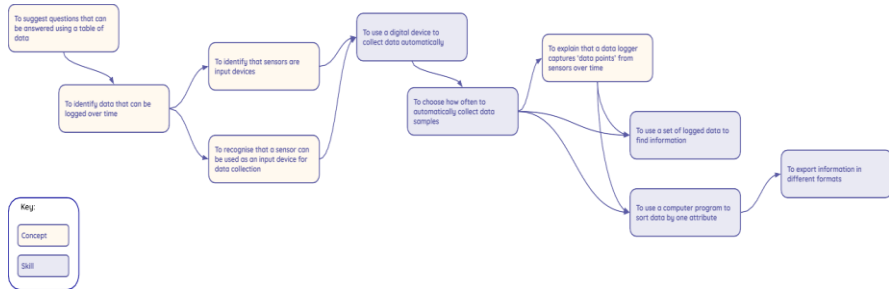 To suggest questions that can
be answered using a table of
data
To identify data that can be
logged over time
To identify that sensors are
input devices
To recognise that a sensor can
be used as an input device for
data collection
To use a digital device to
collect data automatically
To choose how often to
automatically collect data
samples
To explain that a data logger
captures 'data points' from
sensors over time
To use a set of logged data to
find information
To use a computer program to
sort data by one attribute
To export information in
different formats
Key:
Concept
Skill